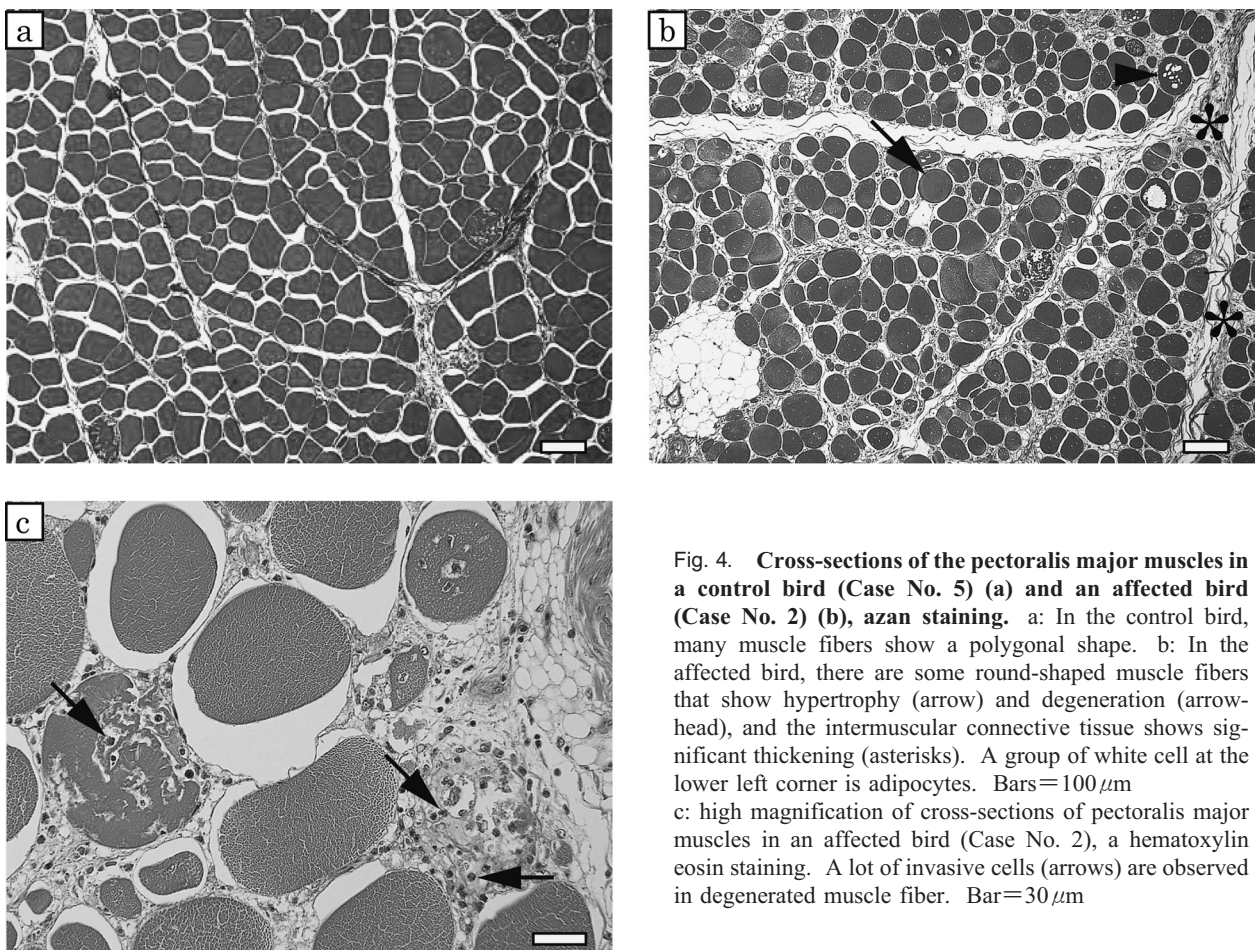 a
b
c
Fig. 4. Cross-sections of the pectoralis major muscles in
a control bird (Case No. 5) (a) and an affected bird
(Case No. 2) (b), azan staining. a: In the control bird,
many muscle fibers show a polygonal shape. b: In the
affected bird, there are some round-shaped muscle fibers
that show hypertrophy (arrow) and degeneration (arrow-
head), and the intermuscular connective tissue shows sig-
nificant thickening (asterisks). A group of white cell at the
lower left corner is adipocytes. Bars=100 μm
c: high magnification of cross-sections of pectoralis major
muscles in an affected bird (Case No. 2), a hematoxylin
eosin staining. A lot of invasive cells (arrows) are observed
in degenerated muscle fiber. Bar=30 μm